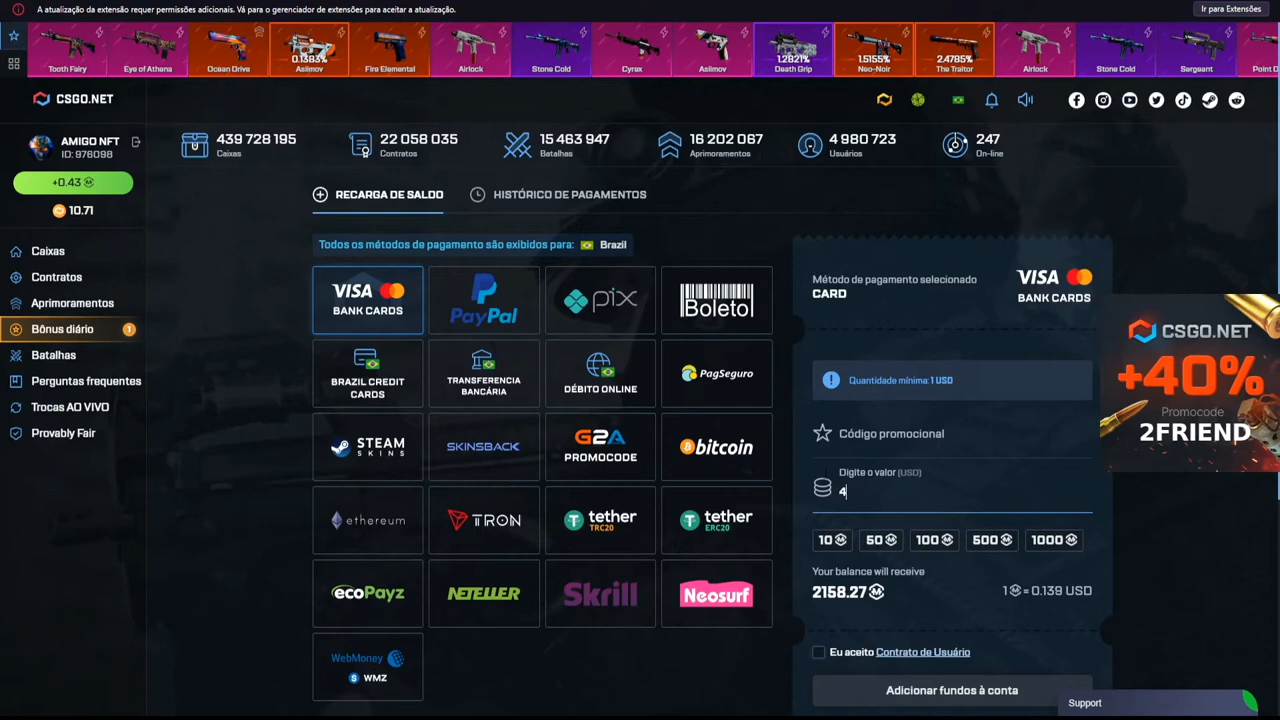 A atualização da extensão requer permissões adicionais. Vá para o gerenciador de extensões para aceitar a atualização.
Ir para Extensões
Tooth Fairy
Eye of Athena
Ocean Drive
0.1383%
Asiimov
Fire Elemental
Airlock
Stone Cold
Cyrex
Asiimov
1.2821%
Death Grip
1.5155%
Neo-Noir
2.4785%
The Traitor
Airlock
Stone Cold
Sergeant
Point D
CSGO.NET
AMIGO NFT
ID: 976098
+0.43
10.71
439 728 195
Caixas
22 058 035
Contratos
15 463 947
Batalhas
16 202 067
Aprimoramentos
4 980 723
Usuários
247
On-line
Caixas
Contratos
Aprimoramentos
Bônus diário
1
Batalhas
Perguntas frequentes
Trocas AO VIVO
Provably Fair
RECARGA DE SALDO
HISTÓRICO DE PAGAMENTOS
Todos os métodos de pagamento são exibidos para:
Brazil
VISA
BANK CARDS
PayPal
pix
Boleto
BRAZIL CREDIT
CARDS
TRANSFERENCIA
BANCÁRIA
DÉBITO ONLINE
PagSeguro
STEAM
SKINS
SKINSBACK
G2A
PROMOCODE
bitcoin
ethereum
TRON
tether
TRC20
tether
ERC20
ecoPayz
NETELLER
Skrill
Neosurf
WebMoney
WMZ
Método de pagamento selecionado
CARD
VISA
BANK CARDS
Quantidade mínima: 1 USD
Código promocional
Digite o valor (USD)
4
10
50
100
500
1000
Your balance will receive
2158.27
1 = 0.139 USD
Eu aceito Contrato de Usuário
Adicionar fundos à conta
CSGO.NET
+40%
Promocode
2FRIEND
Support